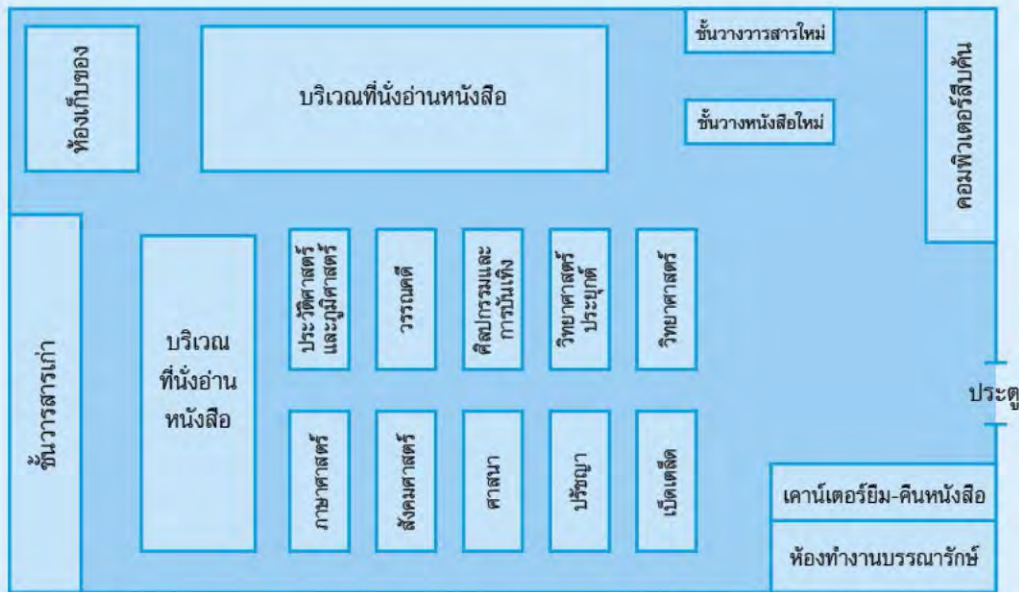 ห้องเก็บของ
บริเวณที่นั่งอ่านหนังสือ
ชั้นวางวารสารใหม่
ชั้นวางหนังสือใหม่
คอมพิวเตอร์สืบค้น
ชั้นวารสารเก่า
บริเวณ
ที่นั่งอ่าน
หนังสือ
ประวัติศาสตร์
และภูมิศาสตร์
วรรณคดี
ศิลปกรรมและ
การบันเทิง
วิทยาศาสตร์
ประยุกต์
วิทยาศาสตร์
ประตู
ภาษาศาสตร์
สังคมศาสตร์
ศาสนา
ปรัชญา
เบ็ดเตล็ด
เคาน์เตอร์ยืม-คืนหนังสือ
ห้องทำงานบรรณารักษ์